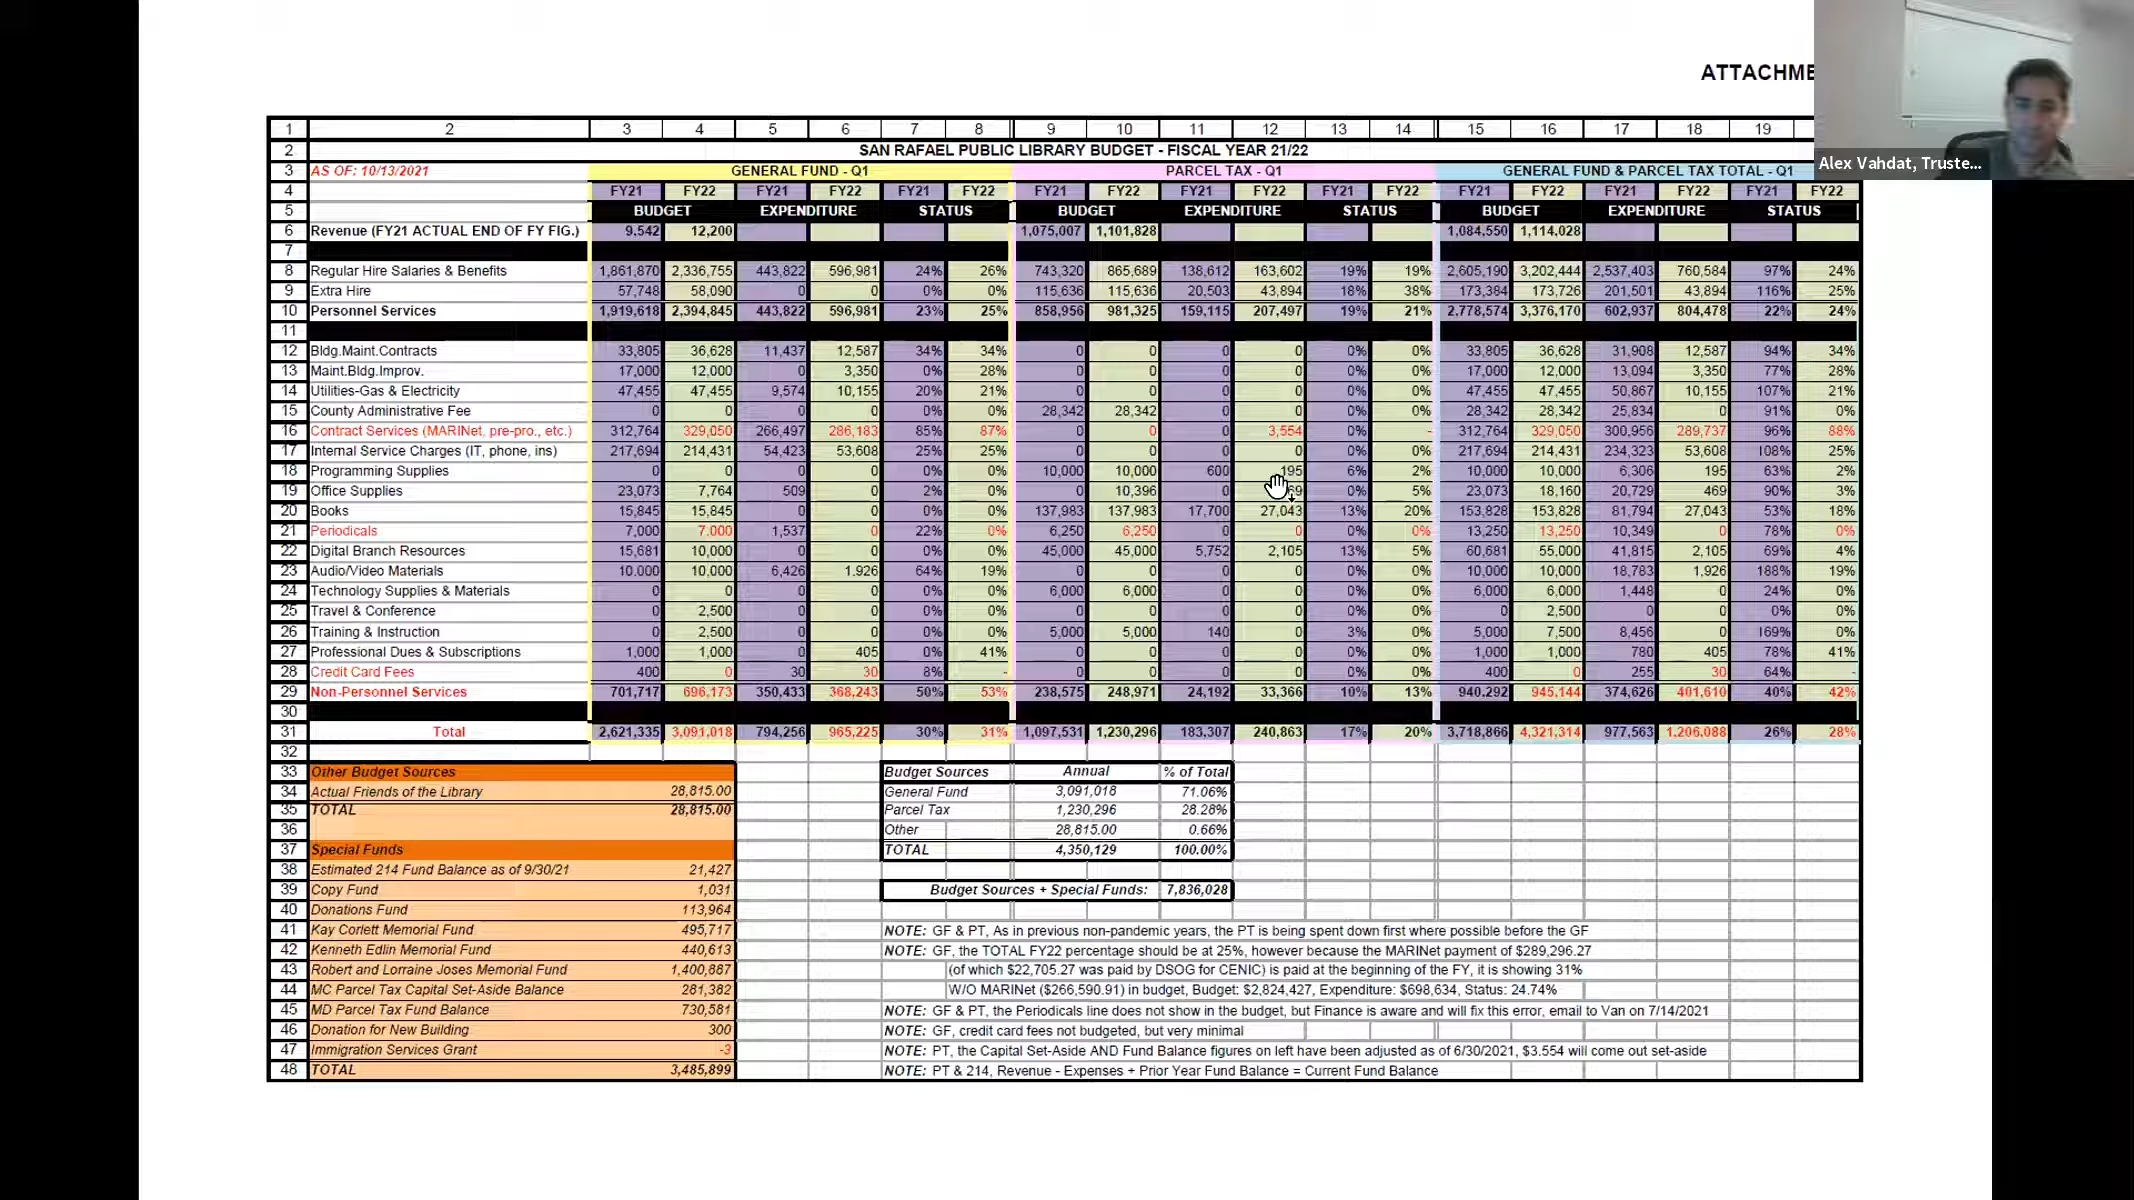 ATTACHME
Alex Vahdat, Truste...
1 2 3 4 5 6 7 8 9 10 11 12 13 14 15 16 17 18 19
2 SAN RAFAEL PUBLIC LIBRARY BUDGET - FISCAL YEAR 21/22
3 AS OF: 10/13/2021 GENERAL FUND - Q1 PARCEL TAX - Q1 GENERAL FUND & PARCEL TAX TOTAL - Q1
4 FY21 FY22 FY21 FY22 FY21 FY22 FY21 FY22 FY21 FY22 FY21 FY22 FY21 FY22 FY21 FY22 FY21 FY22
5 BUDGET EXPENDITURE STATUS BUDGET EXPENDITURE STATUS BUDGET EXPENDITURE STATUS
6 Revenue (FY21 ACTUAL END OF FY FIG.) 9.542 12,200 1,075,007 1,101,828 1,084,550 1,114,028
7
8 Regular Hire Salaries & Benefits 1,861,870 2,336,755 443,822 596,981 24% 26% 743,320 865,689 138,612 163,602 19% 19% 2,605,190 3,202,444 2,537,403 760,584 97% 24%
9 Extra Hire 57,748 58,090 0 0 0% 0% 115,636 115,636 20,503 43,894 18% 38% 173,384 173,726 201,501 43,894 116% 25%
10 Personnel Services 1,919,618 2,394,845 443,822 596,981 23% 25% 858,956 981,325 159,115 207,497 19% 21% 2,778,574 3,376,170 602,937 804,478 22% 24%
11
12 Bldg.Maint.Contracts 33,805 36,628 11,437 12,587 34% 34% 0 0 0 0 0% 0% 33,805 36,628 31,908 12,587 94% 34%
13 Maint.Bldg.Improv. 17,000 12,000 0 3,350 0% 28% 0 0 0 0 0% 0% 17,000 12,000 13,094 3,350 77% 28%
14 Utilities-Gas & Electricity 47,455 47,455 9,574 10,155 20% 21% 0 0 0 0 0% 0% 47,455 47,455 50,867 10,155 107% 21%
15 County Administrative Fee 0 0 0 0 0% 0% 28,342 28,342 0 0 0% 0% 28,342 28,342 25,834 0 91% 0%
16 Contract Services (MARINet, pre-pro., etc.) 312,764 329,050 266,497 286,183 85% 87% 0 0 0 3,554 0% - 312,764 329,050 300,956 289,737 96% 88%
17 Internal Service Charges (IT, phone, ins) 217,694 214,431 54,423 53,608 25% 25% 0 0 0 0 0% 0% 217,694 214,431 234,323 53,608 108% 25%
18 Programming Supplies 0 0 0 0 0% 0% 10,000 10,000 600 195 6% 2% 10,000 10,000 6,306 195 63% 2%
19 Office Supplies 23,073 7,764 509 0 2% 0% 0 10,396 0 0% 5% 23,073 18,160 20,729 469 90% 3%
20 Books 15,845 15,845 0 0 0% 0% 137,983 137,983 17,700 27,043 13% 20% 153,828 153,828 81,794 27,043 53% 18%
21 Periodicals 7,000 7.000 1,537 0 22% 0% 6,250 6,250 0 0 0% 0% 13,250 13,250 10,349 0 78% 0%
22 Digital Branch Resources 15,681 10,000 0 0 0% 0% 45,000 45,000 5,752 2,105 13% 5% 60,681 55,000 41,815 2,105 69% 4%
23 Audio/Video Materials 10.000 10,000 6,426 1.926 64% 19% 0 0 0 0 0% 0% 10,000 10,000 18,783 1,926 188% 19%
24 Technology Supplies & Materials 0 0 0 0 0% 0% 6,000 6,000 0 0 0% 0% 6,000 6,000 1,448 0 24% 0%
25 Travel & Conference 0 2,500 0 0 0% 0% 0 0 0 0 0% 0% 0 2,500 0 0 0% 0%
26 Training & Instruction 0 2,500 0 0 0% 0% 5,000 5,000 140 0 3% 0% 5,000 7,500 8,456 0 169% 0%
27 Professional Dues & Subscriptions 1,000 1,000 0 405 0% 41% 0 0 0 0 0% 0% 1,000 1,000 780 405 78% 41%
28 Credit Card Fees 400 0 30 30 8% - 0 0 0 0 0% 0% 400 0 255 30 64% -
29 Non-Personnel Services 701,717 696,173 350,433 368,243 50% 53% 238,575 248,971 24,192 33,366 10% 13% 940,292 945,144 374,626 401,610 40% 42%
30
31 Total 2,621,335 3,091,018 794,256 965,225 30% 31% 1,097,531 1,230,296 183,307 240,863 17% 20% 3,718,866 4,321,314 977,563 1,206,088 26% 28%
32
33 Other Budget Sources Budget Sources Annual % of Total
34 Actual Friends of the Library 28,815.00 General Fund 3,091,018 71.06%
35 TOTAL 28,815.00 Parcel Tax 1,230,296 28.28%
36 Other 28,815.00 0.66%
37 Special Funds TOTAL 4,350,129 100.00%
38 Estimated 214 Fund Balance as of 9/30/21 21,427
39 Copy Fund 1,031 Budget Sources + Special Funds: 7,836,028
40 Donations Fund 113,964
41 Kay Corlett Memorial Fund 495,717 NOTE: GF & PT, As in previous non-pandemic years, the PT is being spent down first where possible before the GF
42 Kenneth Edlin Memorial Fund 440,613 NOTE: GF, the TOTAL FY22 percentage should be at 25%, however because the MARINet payment of $289,296.27
43 Robert and Lorraine Joses Memorial Fund 1,400,887 (of which $22,705.27 was paid by DSOG for CENIC) is paid at the beginning of the FY, it is showing 31%
44 MC Parcel Tax Capital Set-Aside Balance 281,382 W/O MARINet ($266,590.91) in budget, Budget: $2,824,427, Expenditure: $698,634, Status: 24.74%
45 MD Parcel Tax Fund Balance 730,581 NOTE: GF & PT, the Periodicals line does not show in the budget, but Finance is aware and will fix this error, email to Van on 7/14/2021
46 Donation for New Building 300 NOTE: GF, credit card fees not budgeted, but very minimal
47 Immigration Services Grant -3 NOTE: PT, the Capital Set-Aside AND Fund Balance figures on left have been adjusted as of 6/30/2021, $3.554 will come out set-aside
48 TOTAL 3,485,899 NOTE: PT & 214, Revenue - Expenses + Prior Year Fund Balance = Current Fund Balance